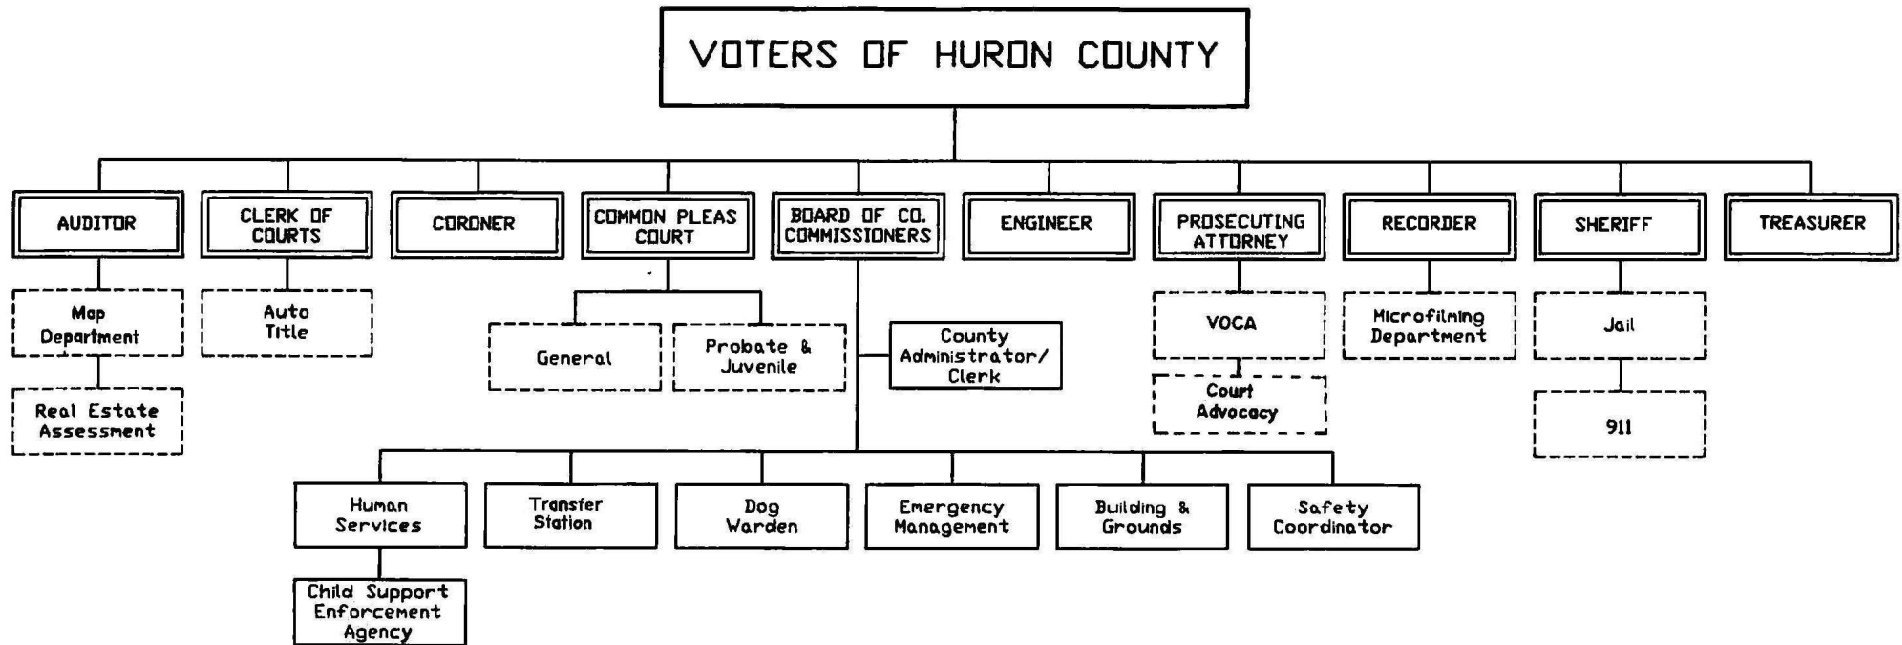 VOTERS OF HURON COUNTY
AUDITOR
CLERK OF
COURTS
CORONER
COMMON PLEAS
COURT
BOARD OF CO.
COMMISSIONERS
ENGINEER
PROSECUTING
ATTORNEY
RECORDER
SHERIFF
TREASURER
Map
Department
Auto
Title
General
Probate &
Juvenile
County
Administrator/
Clerk
VOCA
Microfilming
Department
Jail
Real Estate
Assessment
Court
Advocacy
911
Human
Services
Transfer
Station
Dog
Warden
Emergency
Management
Building &
Grounds
Safety
Coordinator
Child Support
Enforcement
Agency